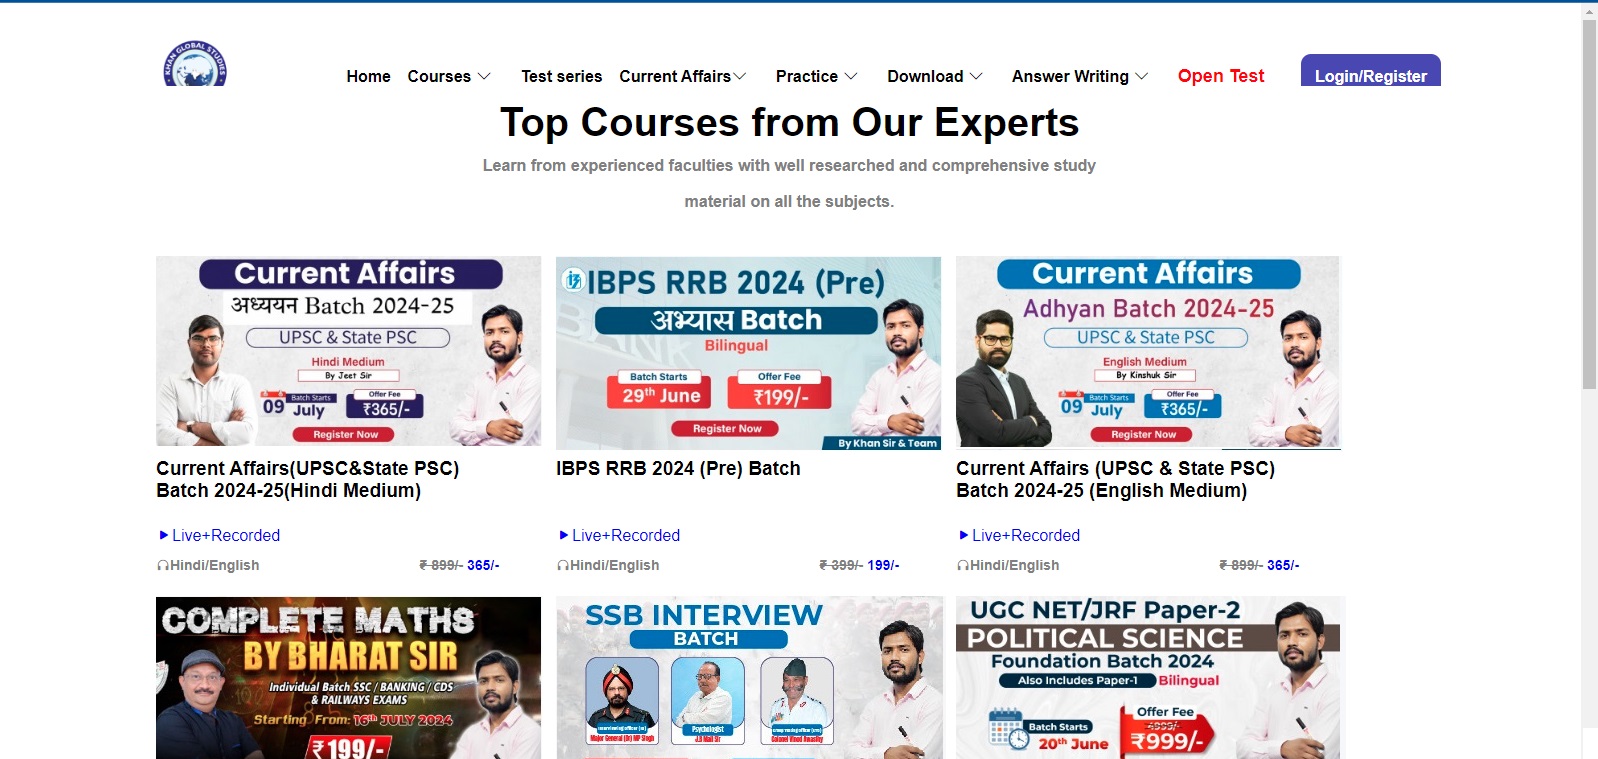 KHAN GLOBAL STUDIES
Home Courses Test series Current Affairs Practice Download Answer Writing Open Test Login/Register
Top Courses from Our Experts
Learn from experienced faculties with well researched and comprehensive study
material on all the subjects.
Current Affairs
अध्ययन Batch 2024-25
UPSC & State PSC
Hindi Medium
By Jeet Sir
09 July
Batch Starts
Offer Fee
₹365/-
Register Now
IBPS RRB 2024 (Pre)
अभ्यास Batch
Bilingual
BANK
Batch Starts
29th June
Offer Fee
₹199/-
Register Now
By Khan Sir & Team
Current Affairs
Adhyan Batch 2024-25
UPSC & State PSC
English Medium
By Kinshuk Sir
09 July
Batch Starts
Offer Fee
₹365/-
Register Now
Current Affairs(UPSC&State PSC)
Batch 2024-25(Hindi Medium)
Live+Recorded
Hindi/English ₹ 899/- 365/-
IBPS RRB 2024 (Pre) Batch
Live+Recorded
Hindi/English ₹ 399/- 199/-
Current Affairs (UPSC & State PSC)
Batch 2024-25 (English Medium)
Live+Recorded
Hindi/English ₹ 899/- 365/-
COMPLETE MATHS
BY BHARAT SIR
Individual Batch SSC / BANKING / CDS
& RAILWAYS EXAMS
Starting From: 16th JULY 2024
₹199/-
SSB INTERVIEW
BATCH
Major General (Dr) MP Singh
Psychologist
Colonel Vinod Awasthy
UGC NET/JRF Paper-2
POLITICAL SCIENCE
Foundation Batch 2024
Also Includes Paper-1 Bilingual
Batch Starts
20th June
Offer Fee
₹999/-